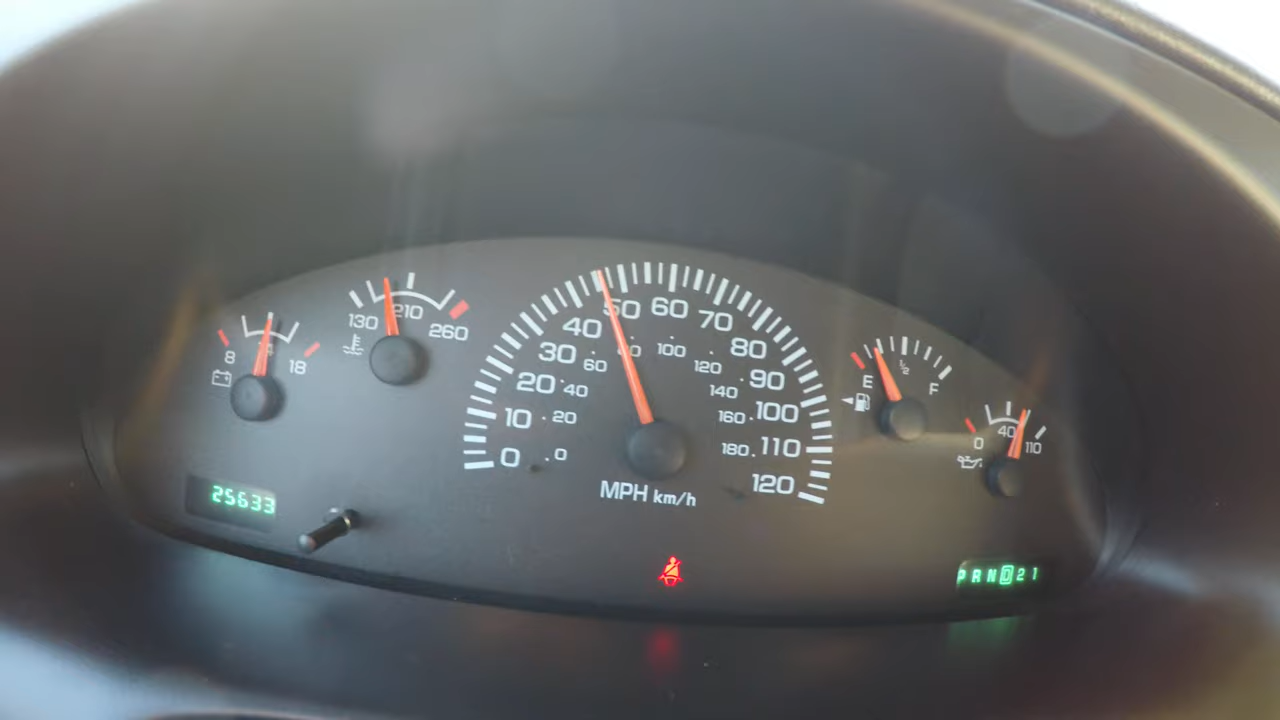 8 14 18
130 210 260
0 10 20 30 40 50 60 70 80 90 100 110 120
0 20 40 60 80 100 120 140 160 180
MPH km/h
E ½ F
0 40 110
25633
PRND21